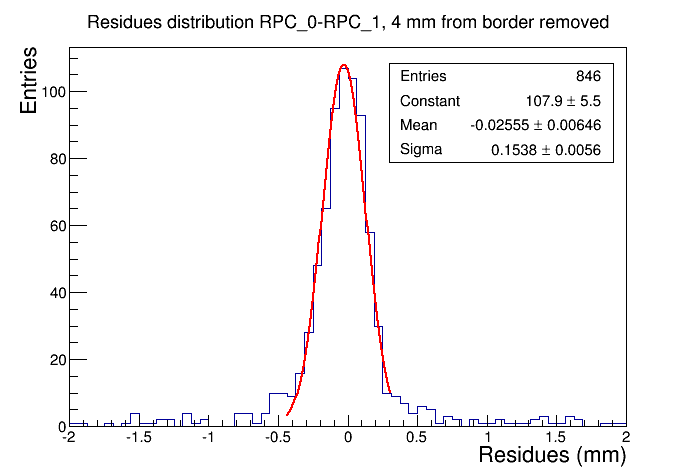 Residues distribution RPC_0-RPC_1, 4 mm from border removed
Entries
Entries 846
Constant 107.9 ± 5.5
Mean -0.02555 ± 0.00646
Sigma 0.1538 ± 0.0056
100
80
60
40
20
0
-2 -1.5 -1 -0.5 0 0.5 1 1.5 2
Residues (mm)